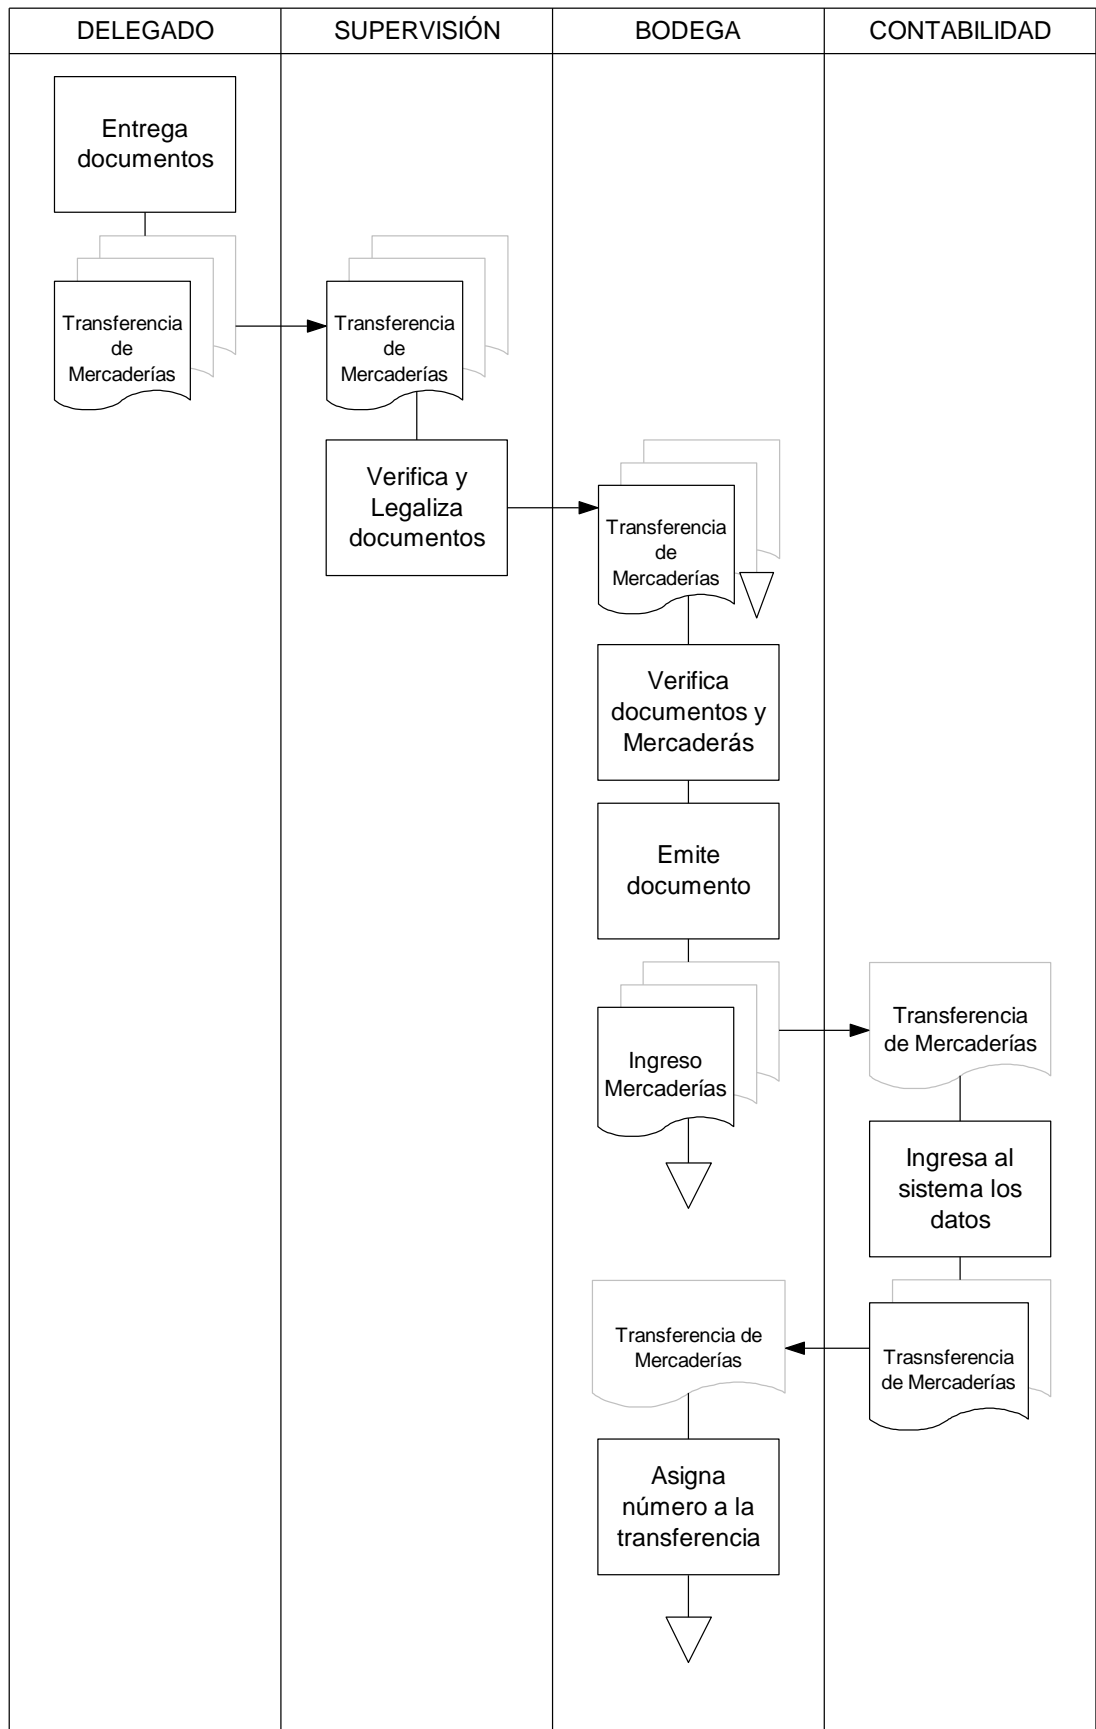 DELEGADO
SUPERVISIÓN
BODEGA
CONTABILIDAD
Entrega
documentos
Transferencia
de
Mercaderías
Transferencia
de
Mercaderías
Verifica y
Legaliza
documentos
Transferencia
de
Mercaderías
Verifica
documentos y
Mercaderás
Emite
documento
Ingreso
Mercaderías
Transferencia
de Mercaderías
Ingresa al
sistema los
datos
Trasnsferencia
de Mercaderías
Transferencia de
Mercaderías
Asigna
número a la
transferencia